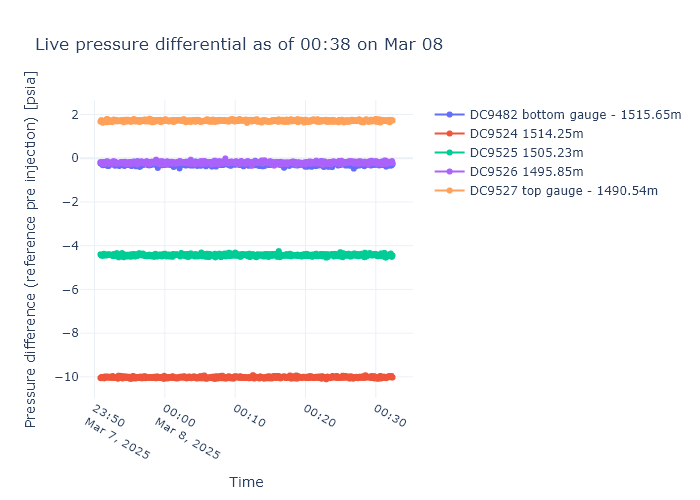 Live pressure differential as of 00:38 on Mar 08
Pressure difference (reference pre injection) [psia]
2
0
−2
−4
−6
−8
−10
23:50
Mar 7, 2025
00:00
Mar 8, 2025
00:10
00:20
00:30
Time
DC9482 bottom gauge - 1515.65m
DC9524 1514.25m
DC9525 1505.23m
DC9526 1495.85m
DC9527 top gauge - 1490.54m